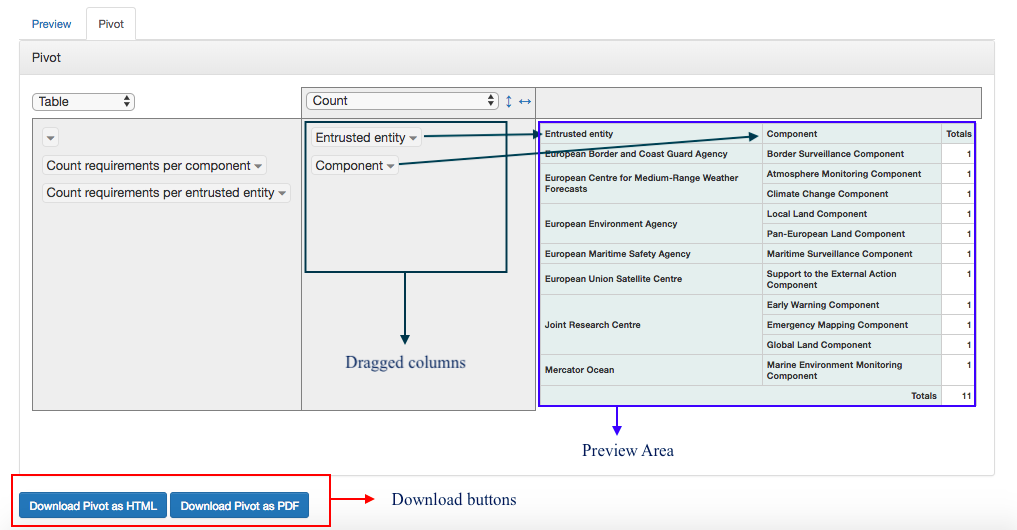 Preview Pivot
Pivot
Table
Count
Count requirements per component
Count requirements per entrusted entity
Entrusted entity
Component
Entrusted entity Component Totals
European Border and Coast Guard Agency Border Surveillance Component 1
European Centre for Medium-Range Weather
Forecasts
Atmosphere Monitoring Component 1
Climate Change Component 1
European Environment Agency
Local Land Component 1
Pan-European Land Component 1
European Maritime Safety Agency Maritime Surveillance Component 1
European Union Satellite Centre
Support to the External Action
Component
1
Joint Research Centre
Early Warning Component 1
Emergency Mapping Component 1
Global Land Component 1
Mercator Ocean
Marine Environment Monitoring
Component
1
Totals 11
Dragged columns
Preview Area
Download Pivot as HTML Download Pivot as PDF
Download buttons